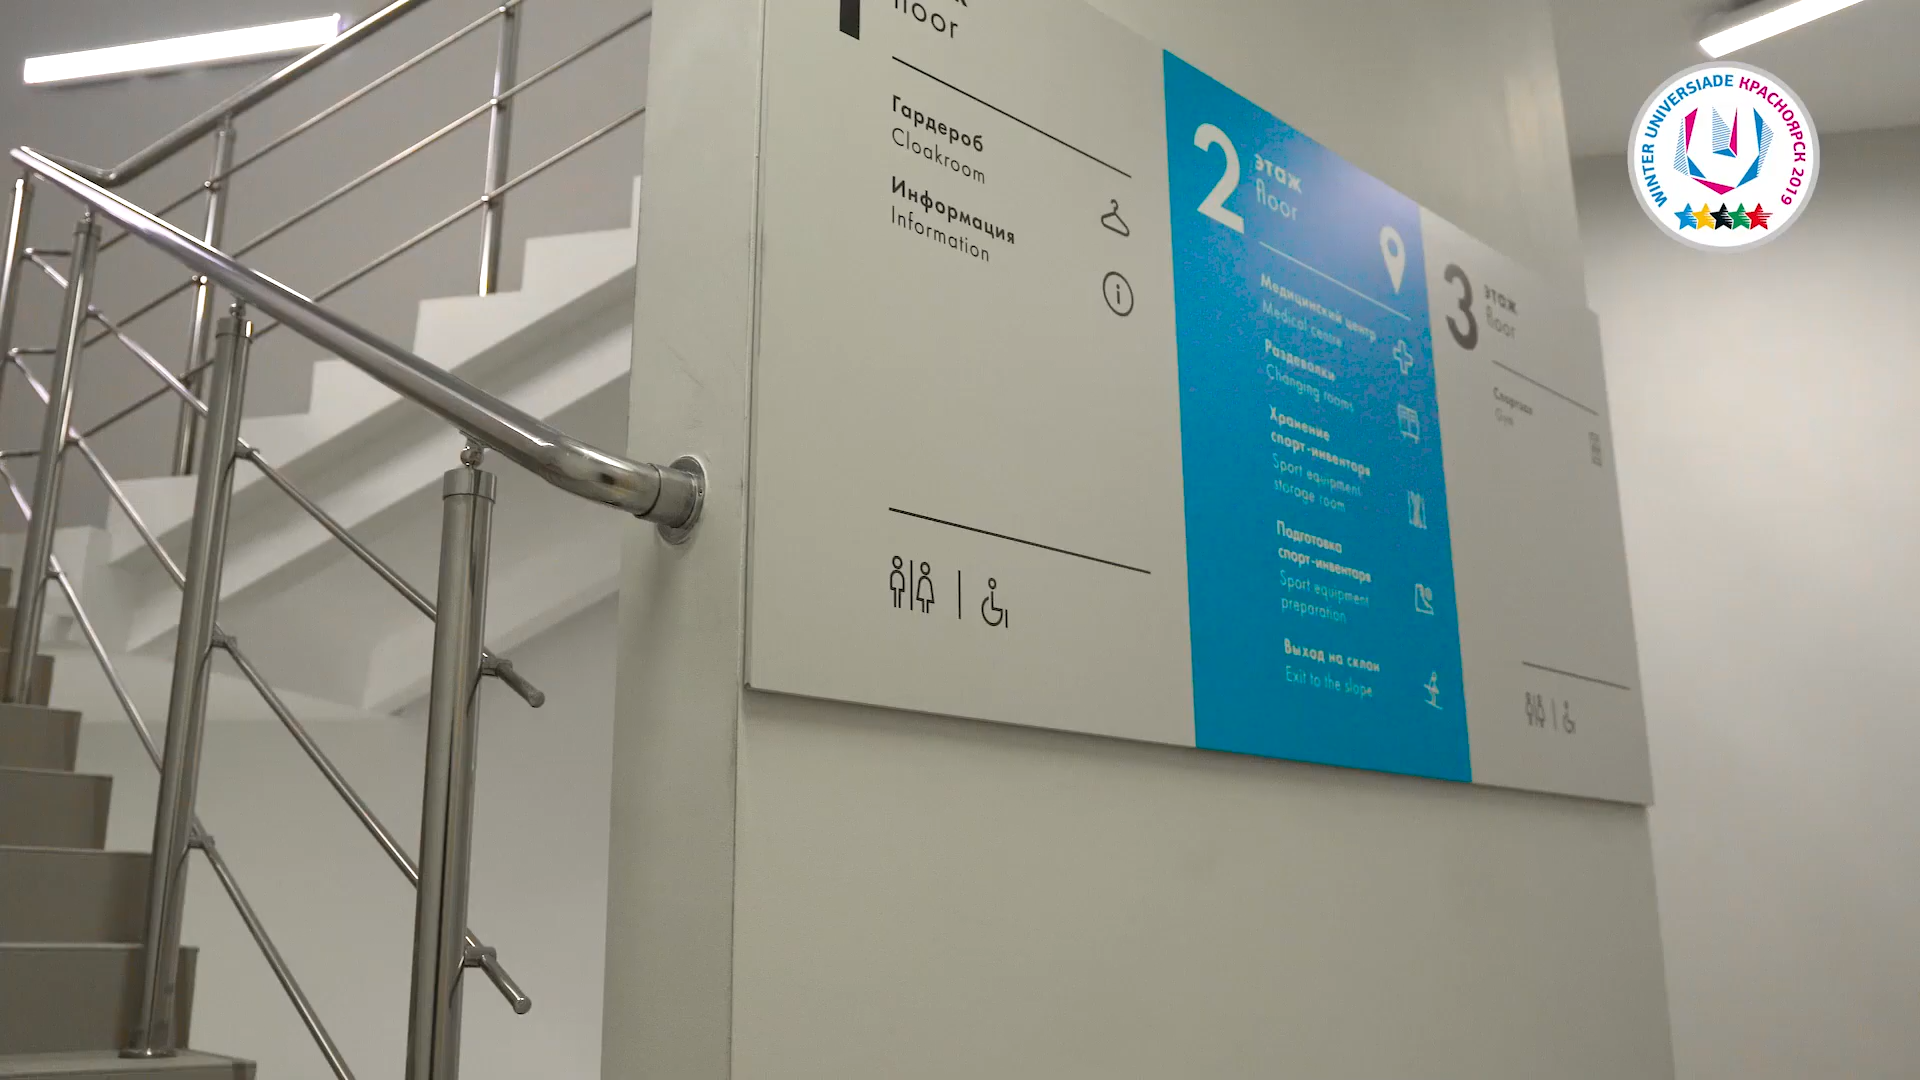 floor
Гардероб
Cloakroom
Информация
Information
2 этаж
floor
Медицинский центр
Medical centre
Раздевалки
Changing rooms
Хранение
спорт-инвентаря
Sport equipment
storage room
Подготовка
спорт-инвентаря
Sport equipment
preparation
Выход на склон
Exit to the slope
3 этаж
floor
Спортзал
Gym
WINTER UNIVERSIADE КРАСНОЯРСК 2019